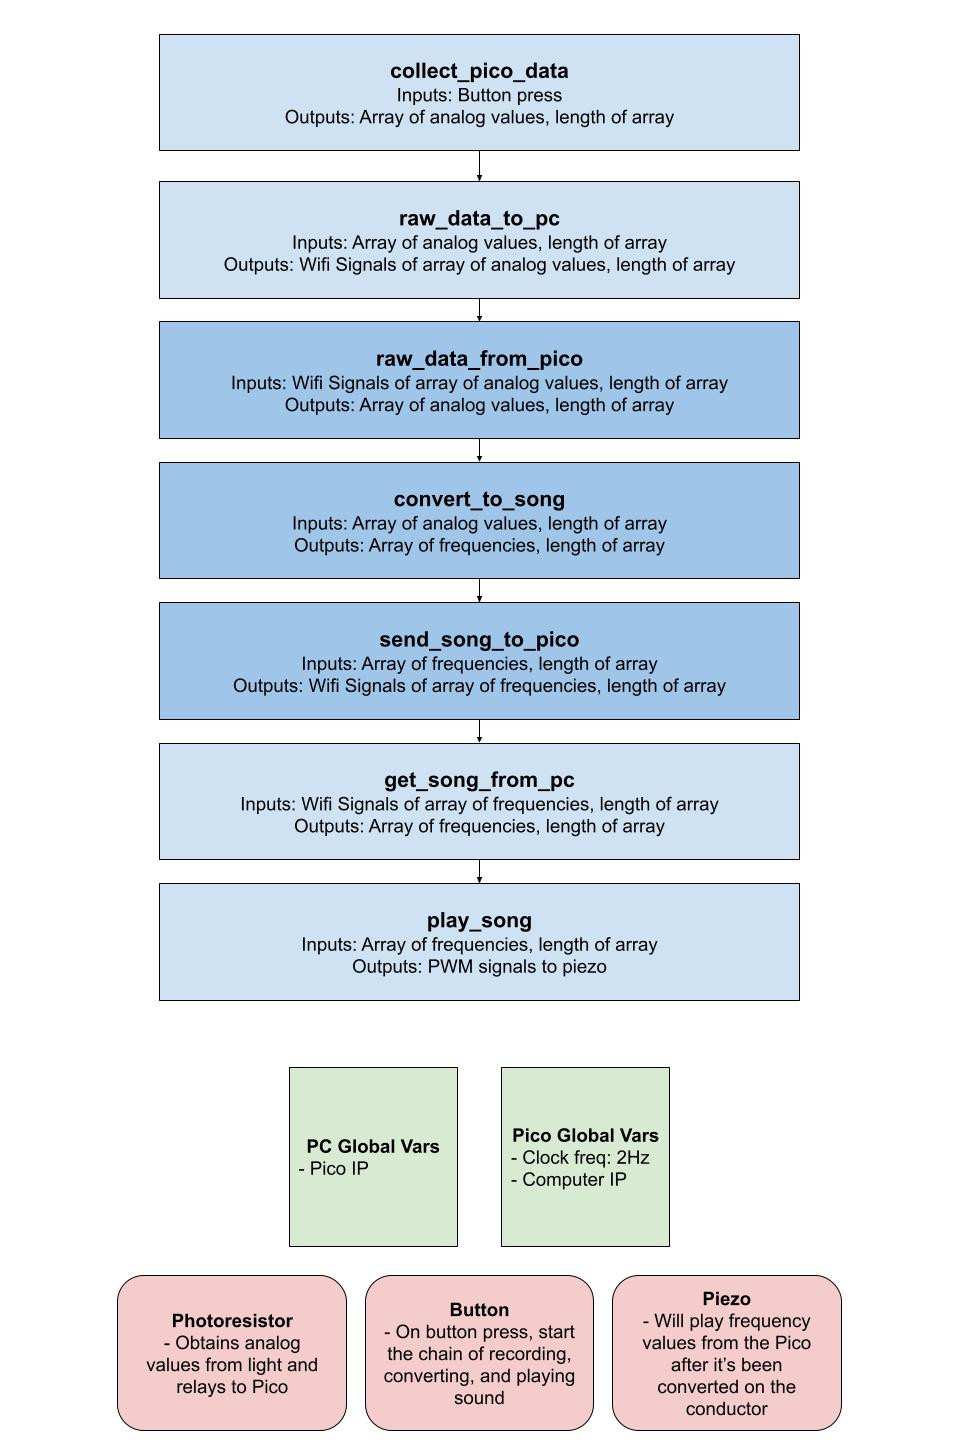 collect_pico_data
Inputs: Button press
Outputs: Array of analog values, length of array
raw_data_to_pc
Inputs: Array of analog values, length of array
Outputs: Wifi Signals of array of analog values, length of array
raw_data_from_pico
Inputs: Wifi Signals of array of analog values, length of array
Outputs: Array of analog values, length of array
convert_to_song
Inputs: Array of analog values, length of array
Outputs: Array of frequencies, length of array
send_song_to_pico
Inputs: Array of frequencies, length of array
Outputs: Wifi Signals of array of frequencies, length of array
get_song_from_pc
Inputs: Wifi Signals of array of frequencies, length of array
Outputs: Array of frequencies, length of array
play_song
Inputs: Array of frequencies, length of array
Outputs: PWM signals to piezo
PC Global Vars
- Pico IP
Pico Global Vars
- Clock freq: 2Hz
- Computer IP
Photoresistor
- Obtains analog
values from light and
relays to Pico
Button
- On button press, start
the chain of recording,
converting, and playing
sound
Piezo
- Will play frequency
values from the Pico
after it’s been
converted on the
conductor